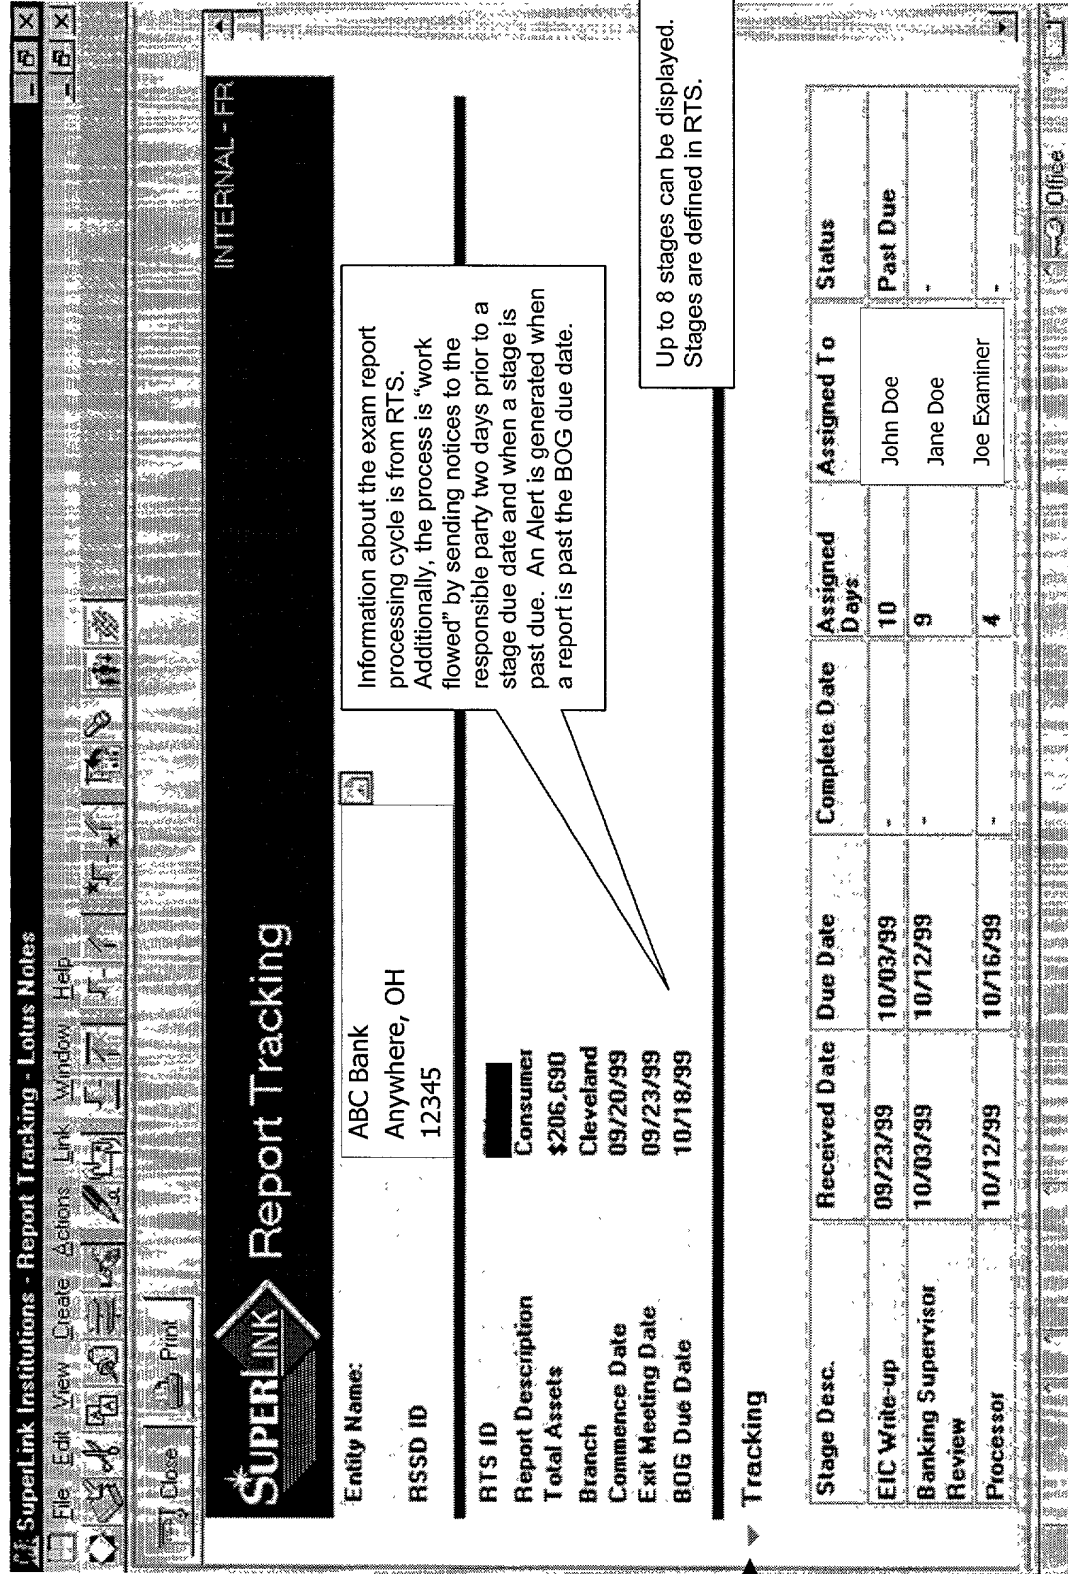 SuperLink Institutions - Report Tracking - Lotus Notes
File Edit View Create Actions Link Window Help
Close Print
SUPERLINK Report Tracking
INTERNAL - FR
Entity Name:
ABC Bank
Anywhere, OH
RSSD ID
12345
Information about the exam report
processing cycle is from RTS.
Additionally, the process is "work
flowed" by sending notices to the
responsible party two days prior to a
stage due date and when a stage is
past due. An Alert is generated when
a report is past the BOG due date.
RTS ID
Report Description Consumer
Total Assets $206,690
Branch Cleveland
Commence Date 09/20/99
Exit Meeting Date 09/23/99
BOG Due Date 10/18/99
Up to 8 stages can be displayed.
Stages are defined in RTS.
Tracking
Stage Desc. Received Date Due Date Complete Date Assigned Days Assigned To Status
EIC Write-up 09/23/99 10/03/99 - 10 John Doe Past Due
Banking Supervisor Review 10/03/99 10/12/99 - 9 Jane Doe -
Processor 10/12/99 10/16/99 - 4 Joe Examiner -
Office